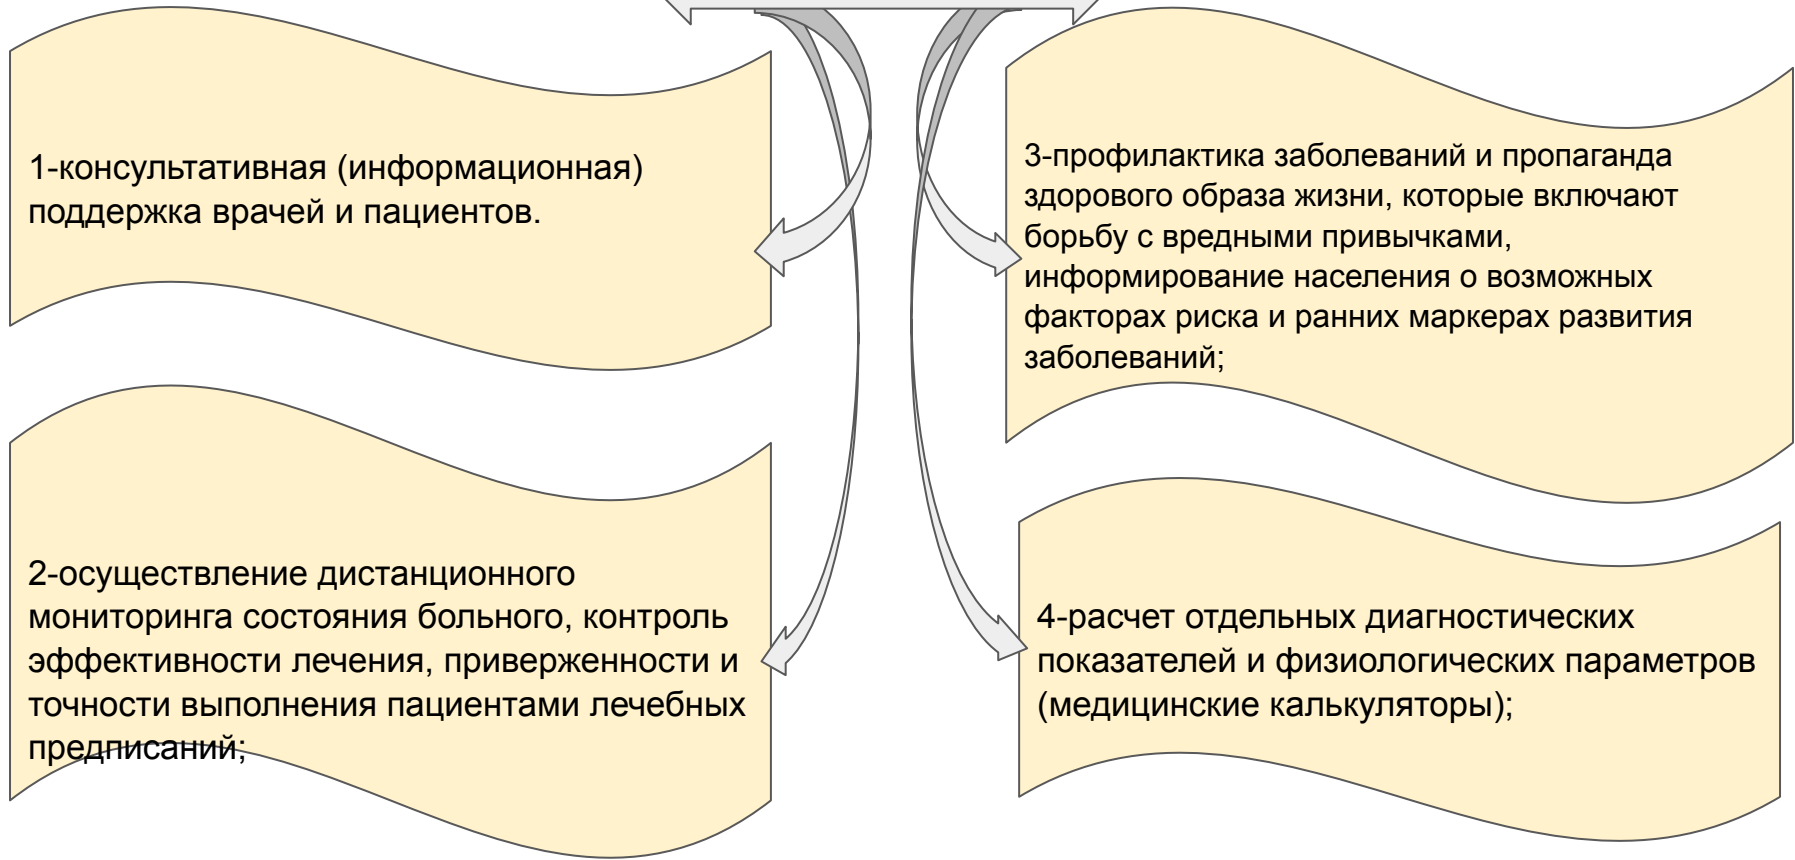 1-консультативная (информационная)
поддержка врачей и пациентов.
2-осуществление дистанционного
мониторинга состояния больного, контроль
эффективности лечения, приверженности и
точности выполнения пациентами лечебных
предписаний;
3-профилактика заболеваний и пропаганда
здорового образа жизни, которые включают
борьбу с вредными привычками,
информирование населения о возможных
факторах риска и ранних маркерах развития
заболеваний;
4-расчет отдельных диагностических
показателей и физиологических параметров
(медицинские калькуляторы);